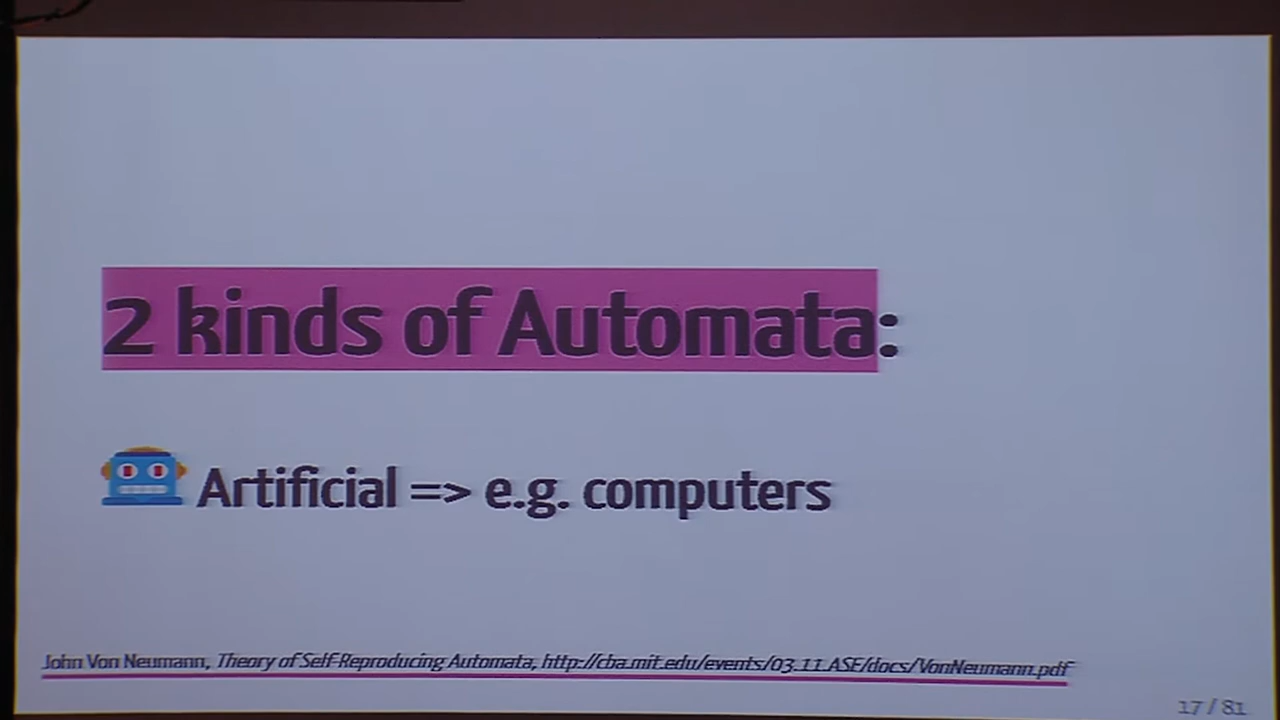 2 kinds of Automata:
Artificial => e.g. computers
John Von Neumann, Theory of Self-Reproducing Automata, http://cba.mit.edu/events/03.11.ASE/docs/VonNeumann.pdf
17 / 81